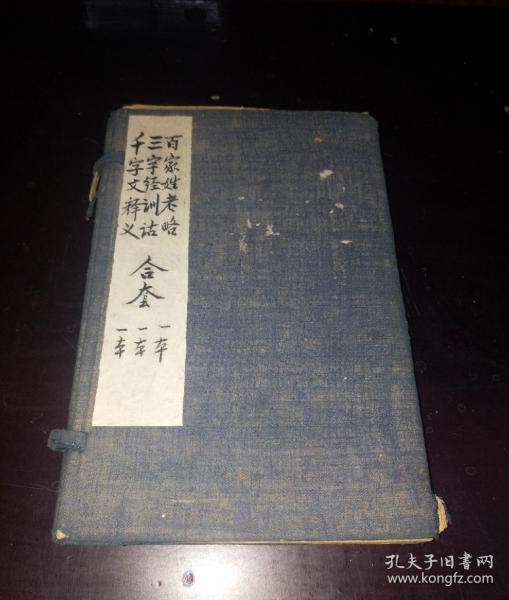 百家姓考略
三字经训诂
千字文释义
合套
一本
一本
一本
孔夫子旧书网
www.kongfz.com